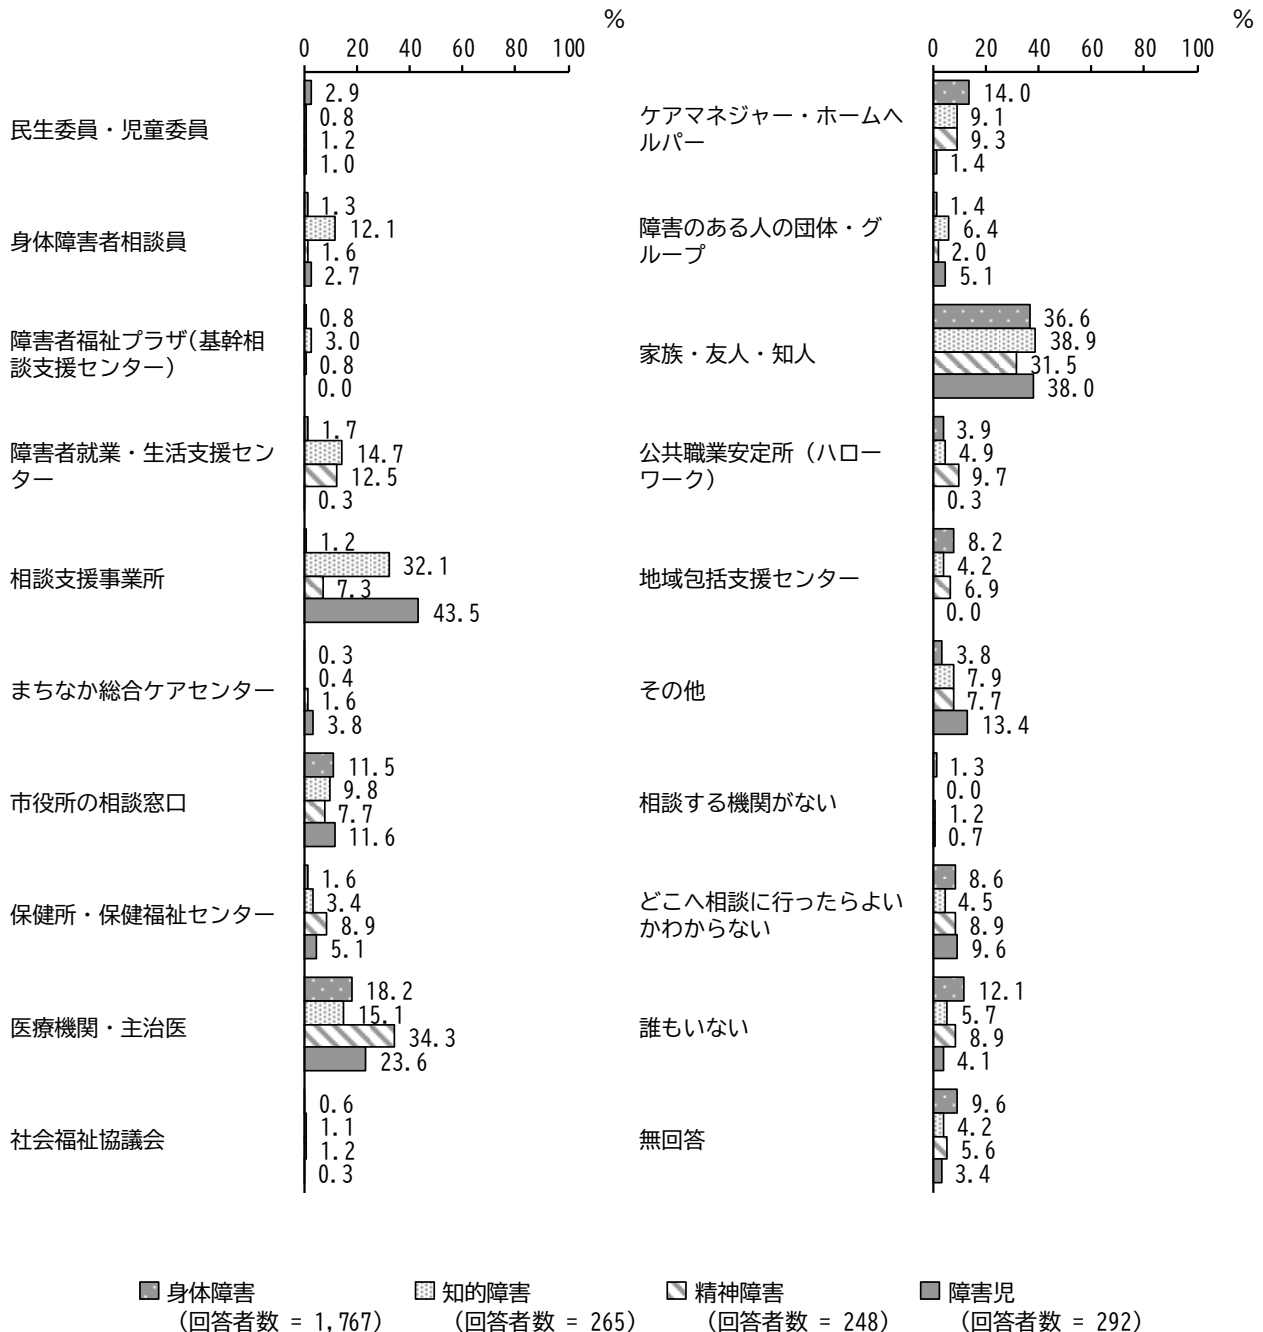 %
0 20 40 60 80 100
民生委員・児童委員
2.9
0.8
1.2
1.0
身体障害者相談員
1.3
12.1
1.6
2.7
障害者福祉プラザ(基幹相
談支援センター)
0.8
3.0
0.8
0.0
障害者就業・生活支援セン
ター
1.7
14.7
12.5
0.3
相談支援事業所
1.2
32.1
7.3
43.5
まちなか総合ケアセンター
0.3
0.4
1.6
3.8
市役所の相談窓口
11.5
9.8
7.7
11.6
保健所・保健福祉センター
1.6
3.4
8.9
5.1
医療機関・主治医
18.2
15.1
34.3
23.6
社会福祉協議会
0.6
1.1
1.2
0.3
%
0 20 40 60 80 100
ケアマネジャー・ホームヘ
ルパー
14.0
9.1
9.3
1.4
障害のある人の団体・グ
ループ
1.4
6.4
2.0
5.1
家族・友人・知人
36.6
38.9
31.5
38.0
公共職業安定所（ハロー
ワーク）
3.9
4.9
9.7
0.3
地域包括支援センター
8.2
4.2
6.9
0.0
その他
3.8
7.9
7.7
13.4
相談する機関がない
1.3
0.0
1.2
0.7
どこへ相談に行ったらよい
かわからない
8.6
4.5
8.9
9.6
誰もいない
12.1
5.7
8.9
4.1
無回答
9.6
4.2
5.6
3.4
身体障害 知的障害 精神障害 障害児
（回答者数 = 1,767） （回答者数 = 265） （回答者数 = 248） （回答者数 = 292）